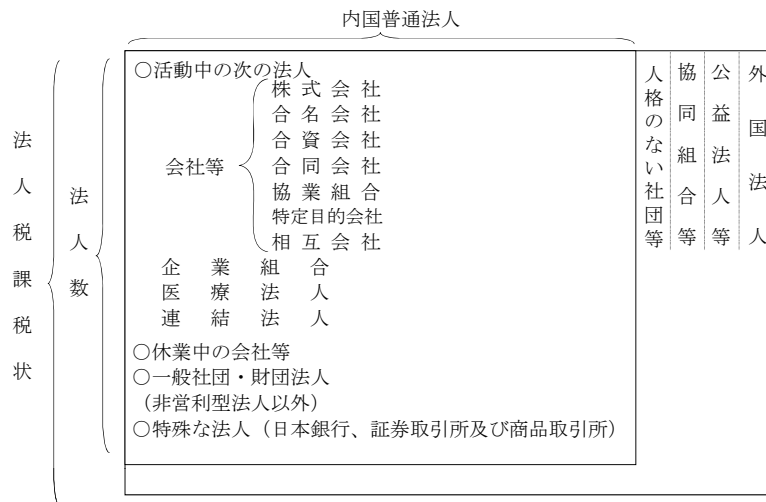 内国普通法人
○活動中の次の法人
会社等
株式会社
合名会社
合資会社
合同会社
協業組合
特定目的会社
相互会社
企業組合
医療法人
連結法人
○休業中の会社等
○一般社団・財団法人
(非営利型法人以外)
○特殊な法人(日本銀行、証券取引所及び商品取引所)
外国法人
公益法人等
協同組合等
人格のない社団等
法人数
法人税課税状